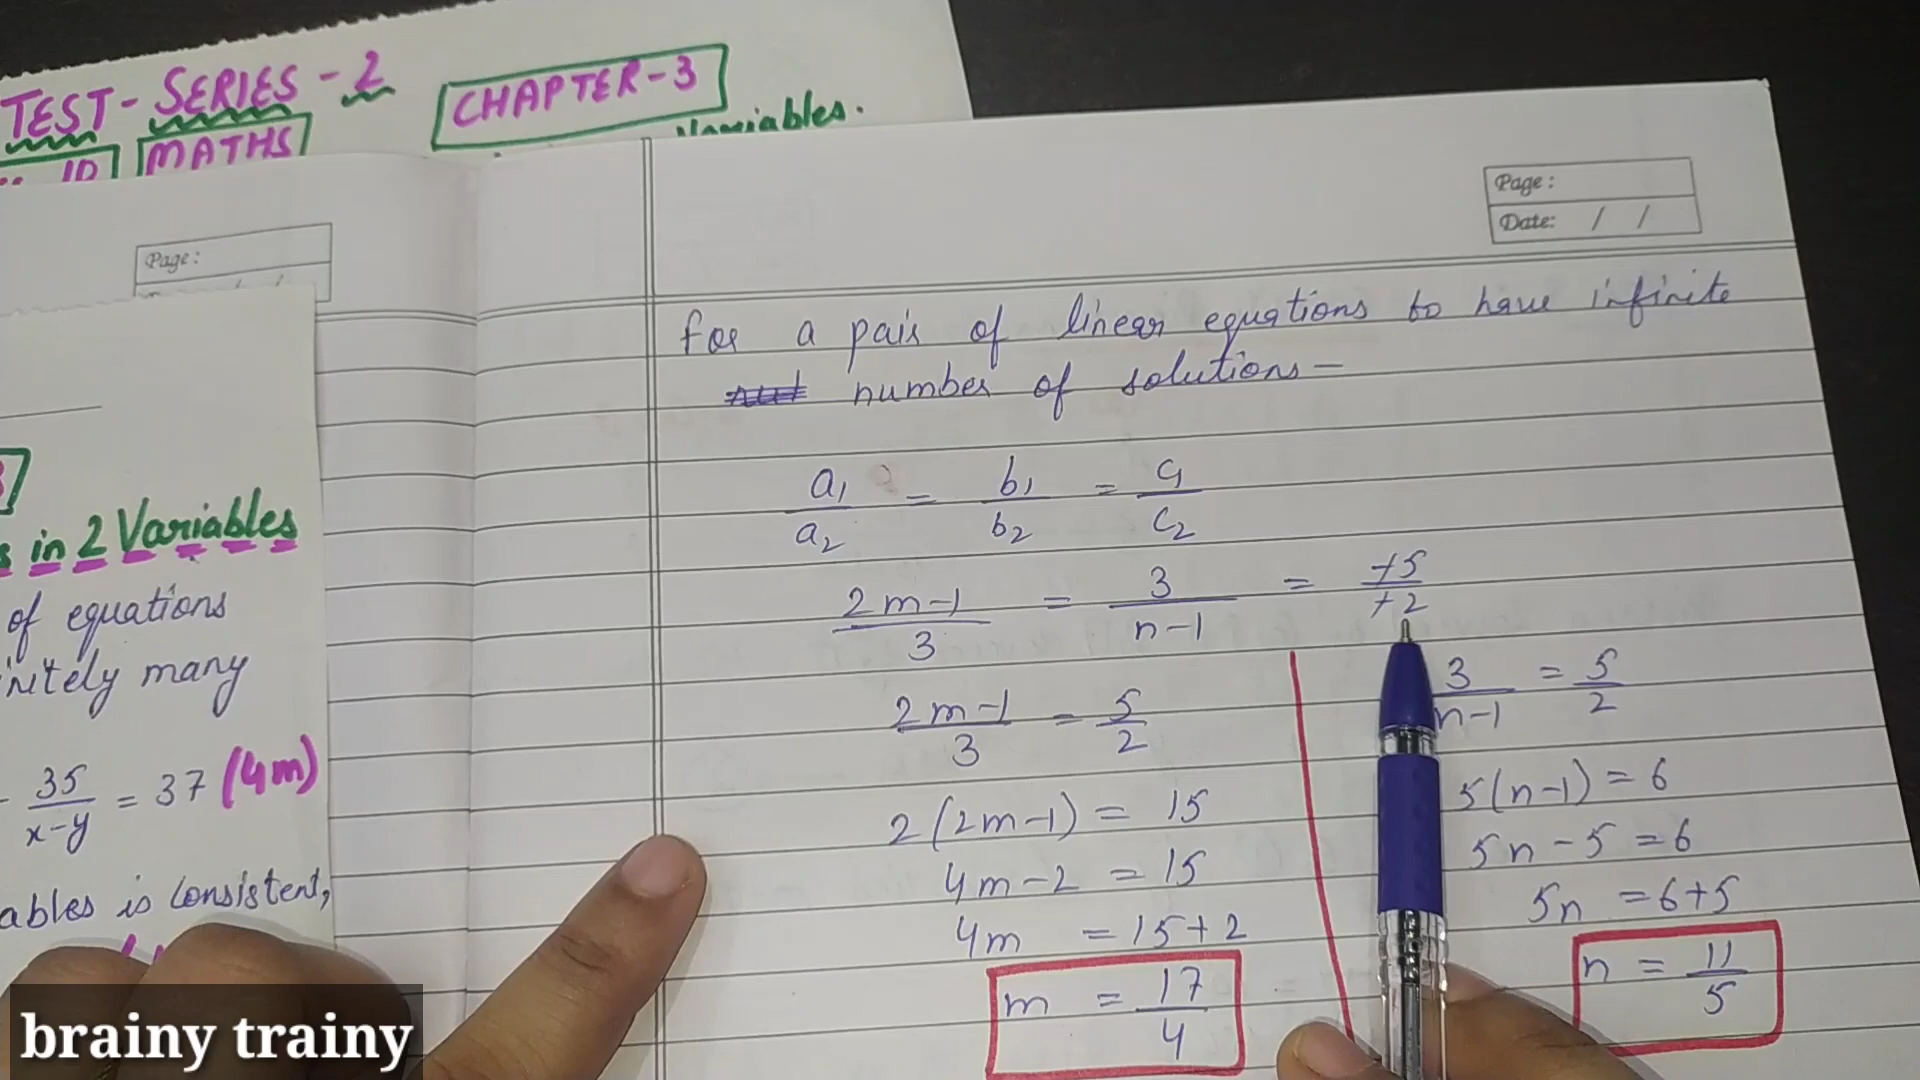 TEST-SERIES-2
CHAPTER-3
MATHS
10
Variables.
Page:
Page:
Date: / /
for a pair of linear equations to have infinite
number of solutions-
a₁/a₂ = b₁/b₂ = c₁/c₂
2m-1/3 = 3/n-1 = +5/+2
2m-1/3 = 5/2
2(2m-1) = 15
4m-2 = 15
4m = 15+2
m = 17/4
3/n-1 = 5/2
5(n-1) = 6
5n-5 = 6
5n = 6+5
n = 11/5
s in 2 Variables
of equations
nitely many
35/x-y = 37 (4m)
ables is consistent,
brainy trainy